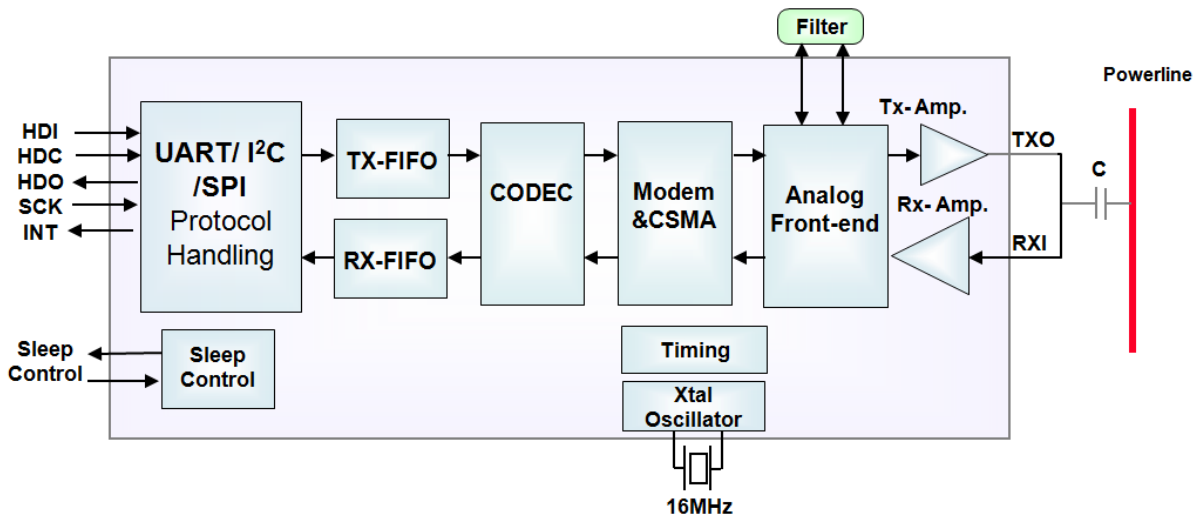 Filter
Powerline
Tx- Amp.
HDI
HDC
HDO
SCK
INT
UART/ I²C
/SPI
Protocol
Handling
TX-FIFO
RX-FIFO
CODEC
Modem
&CSMA
Analog
Front-end
TXO
C
Rx- Amp.
RXI
Sleep
Control
Sleep
Control
Timing
Xtal
Oscillator
16MHz